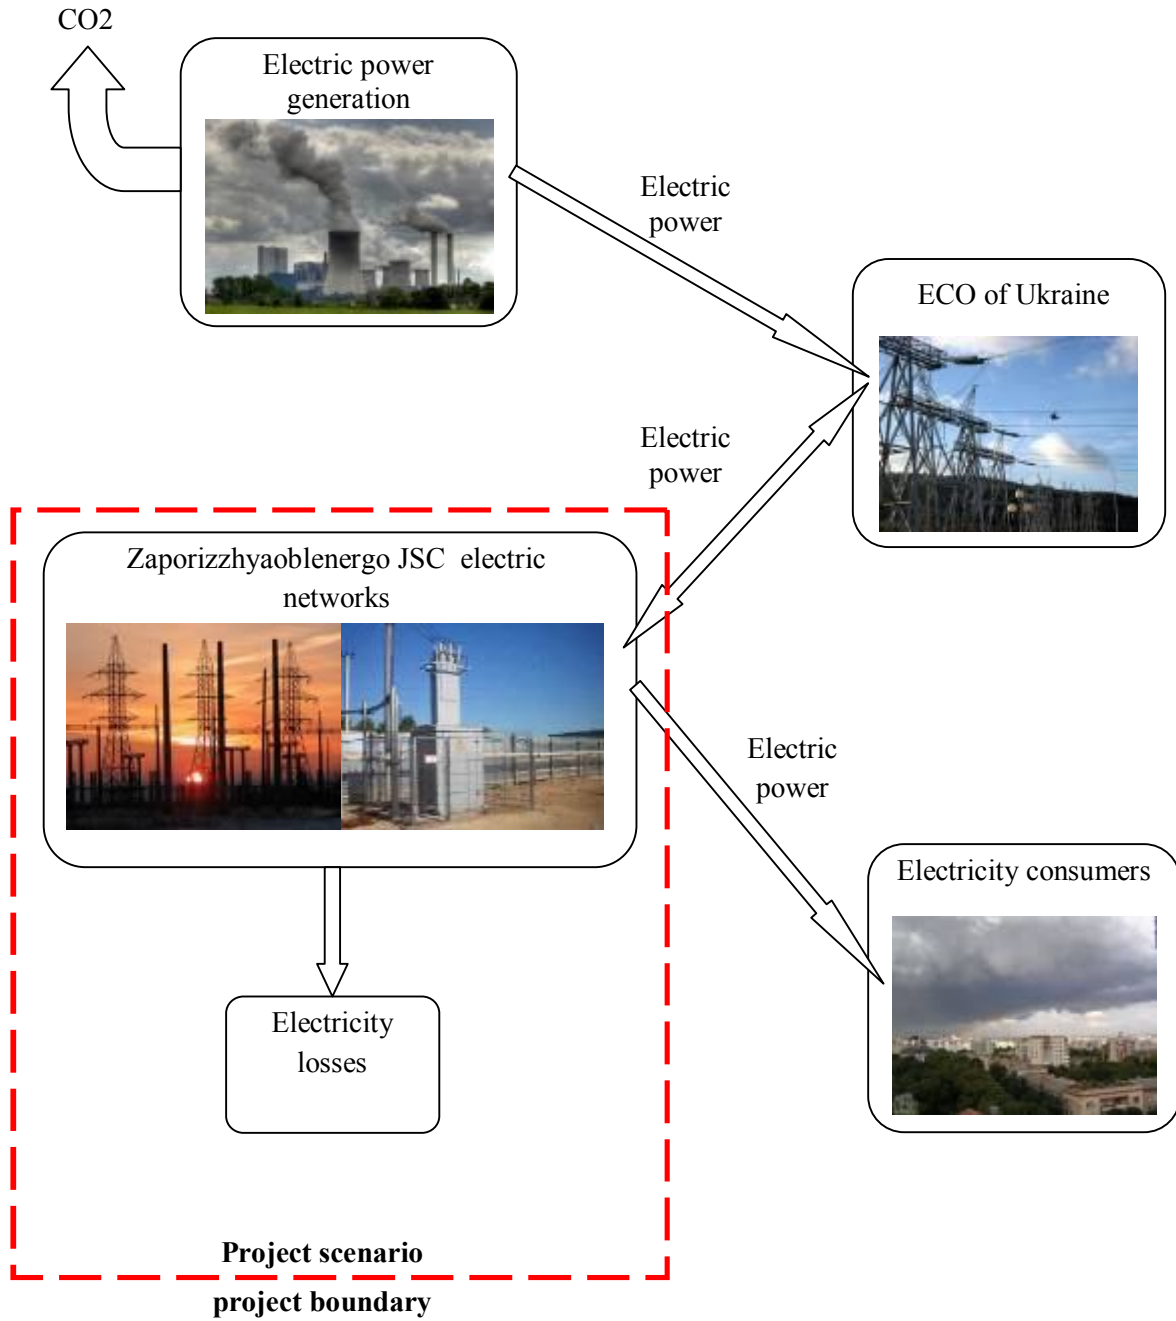 CO2
Electric power
generation
Electric
power
ECO of Ukraine
Electric
power
Zaporizzhyaoblenergo JSC  electric
networks
Electric
power
Electricity consumers
Electricity
losses
Project scenario
project boundary